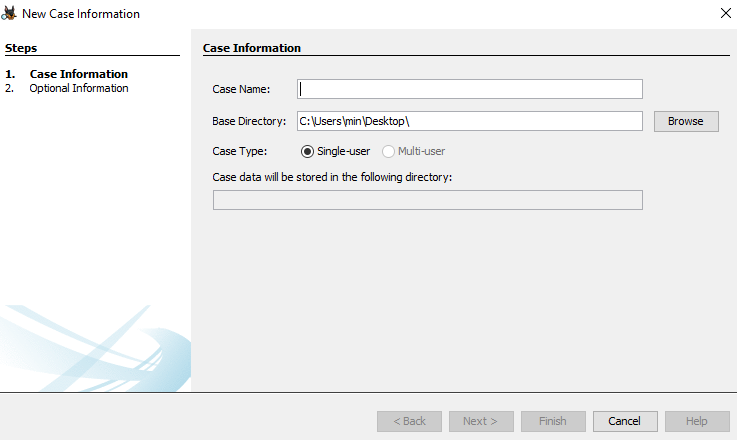 New Case Information
Steps
1. Case Information
2. Optional Information
Case Information
Case Name:
Base Directory: C:\Users\min\Desktop\ Browse
Case Type: Single-user Multi-user
Case data will be stored in the following directory:
< Back Next > Finish Cancel Help